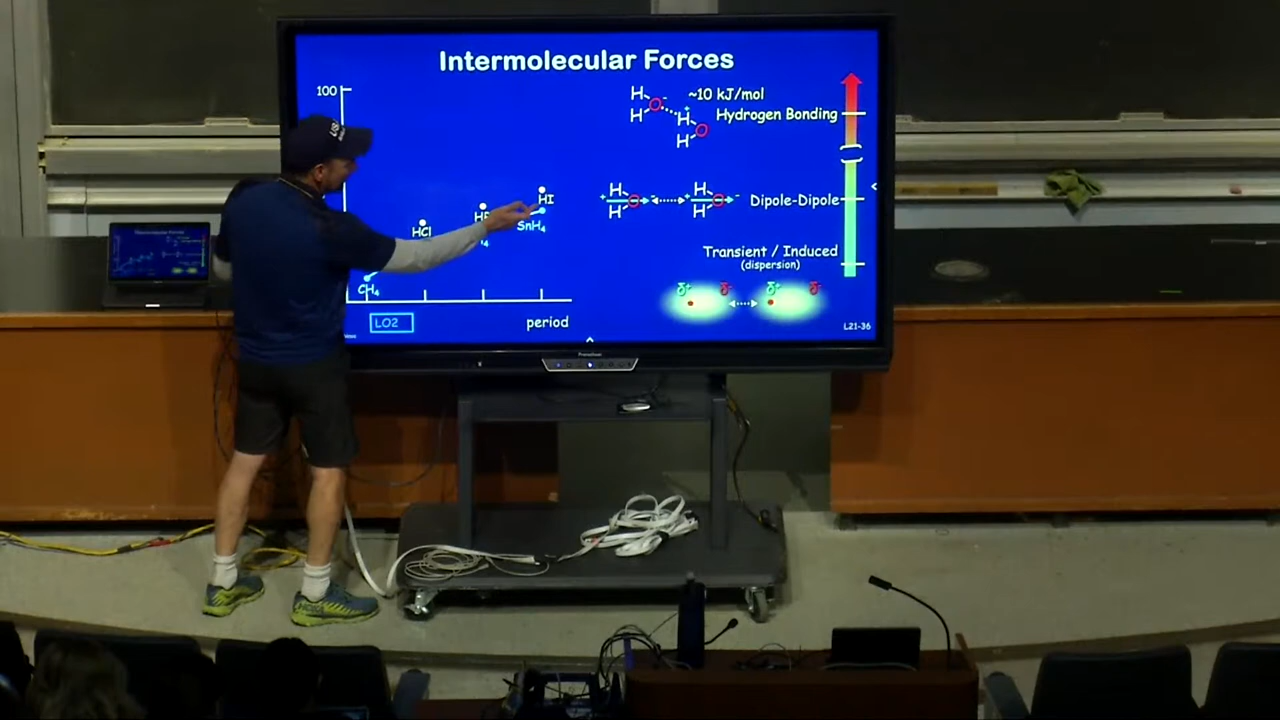 Intermolecular Forces
100
H
O
-
~10 kJ/mol
H
+
H
Hydrogen Bonding
H
O
HI
+
H
O
-
+
H
O
-
Dipole-Dipole
H
H
HCl
SnH₄
Transient / Induced
(dispersion)
CH₄
δ⁺
δ⁻
δ⁺
δ⁻
LO2
period
L21-36
Promethean